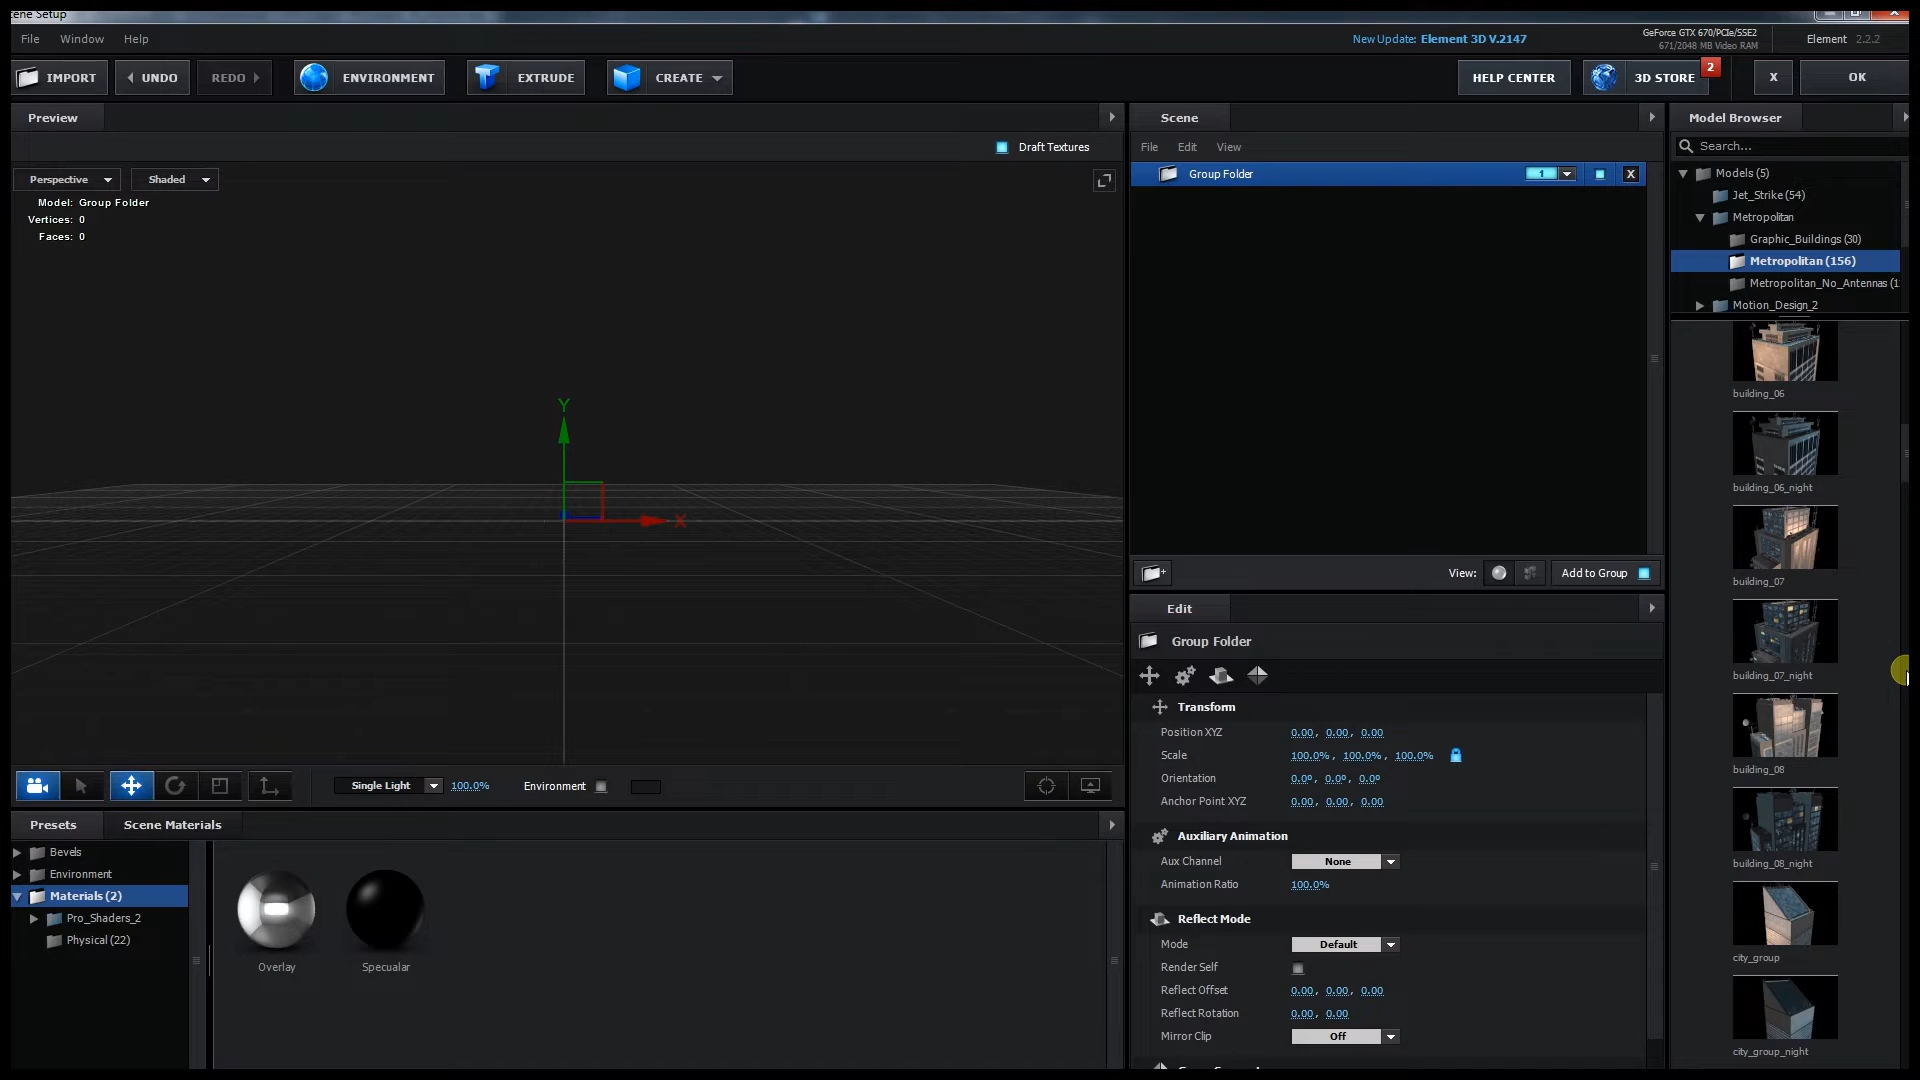 cene Setup
File Window Help
New Update: Element 3D V.2147
GeForce GTX 670/PCIe/SSE2
671/2048 MB Video RAM
Element 2.2.2
IMPORT UNDO REDO ENVIRONMENT EXTRUDE CREATE
HELP CENTER 3D STORE 2 X OK
Preview
Draft Textures
Perspective Shaded
Model: Group Folder
Vertices: 0
Faces: 0
Y
X
Single Light 100.0% Environment
Scene
File Edit View
Group Folder 1 X
View: Add to Group
Edit
Group Folder
Transform
Position XYZ 0.00, 0.00, 0.00
Scale 100.0%, 100.0%, 100.0%
Orientation 0.0°, 0.0°, 0.0°
Anchor Point XYZ 0.00, 0.00, 0.00
Auxiliary Animation
Aux Channel None
Animation Ratio 100.0%
Reflect Mode
Mode Default
Render Self
Reflect Offset 0.00, 0.00, 0.00
Reflect Rotation 0.00, 0.00
Mirror Clip Off
Model Browser
Search...
Models (5)
Jet_Strike (54)
Metropolitan
Graphic_Buildings (30)
Metropolitan (156)
Metropolitan_No_Antennas (1
Motion_Design_2
building_06
building_06_night
building_07
building_07_night
building_08
building_08_night
city_group
city_group_night
Presets Scene Materials
Bevels
Environment
Materials (2)
Pro_Shaders_2
Physical (22)
Overlay
Specualar